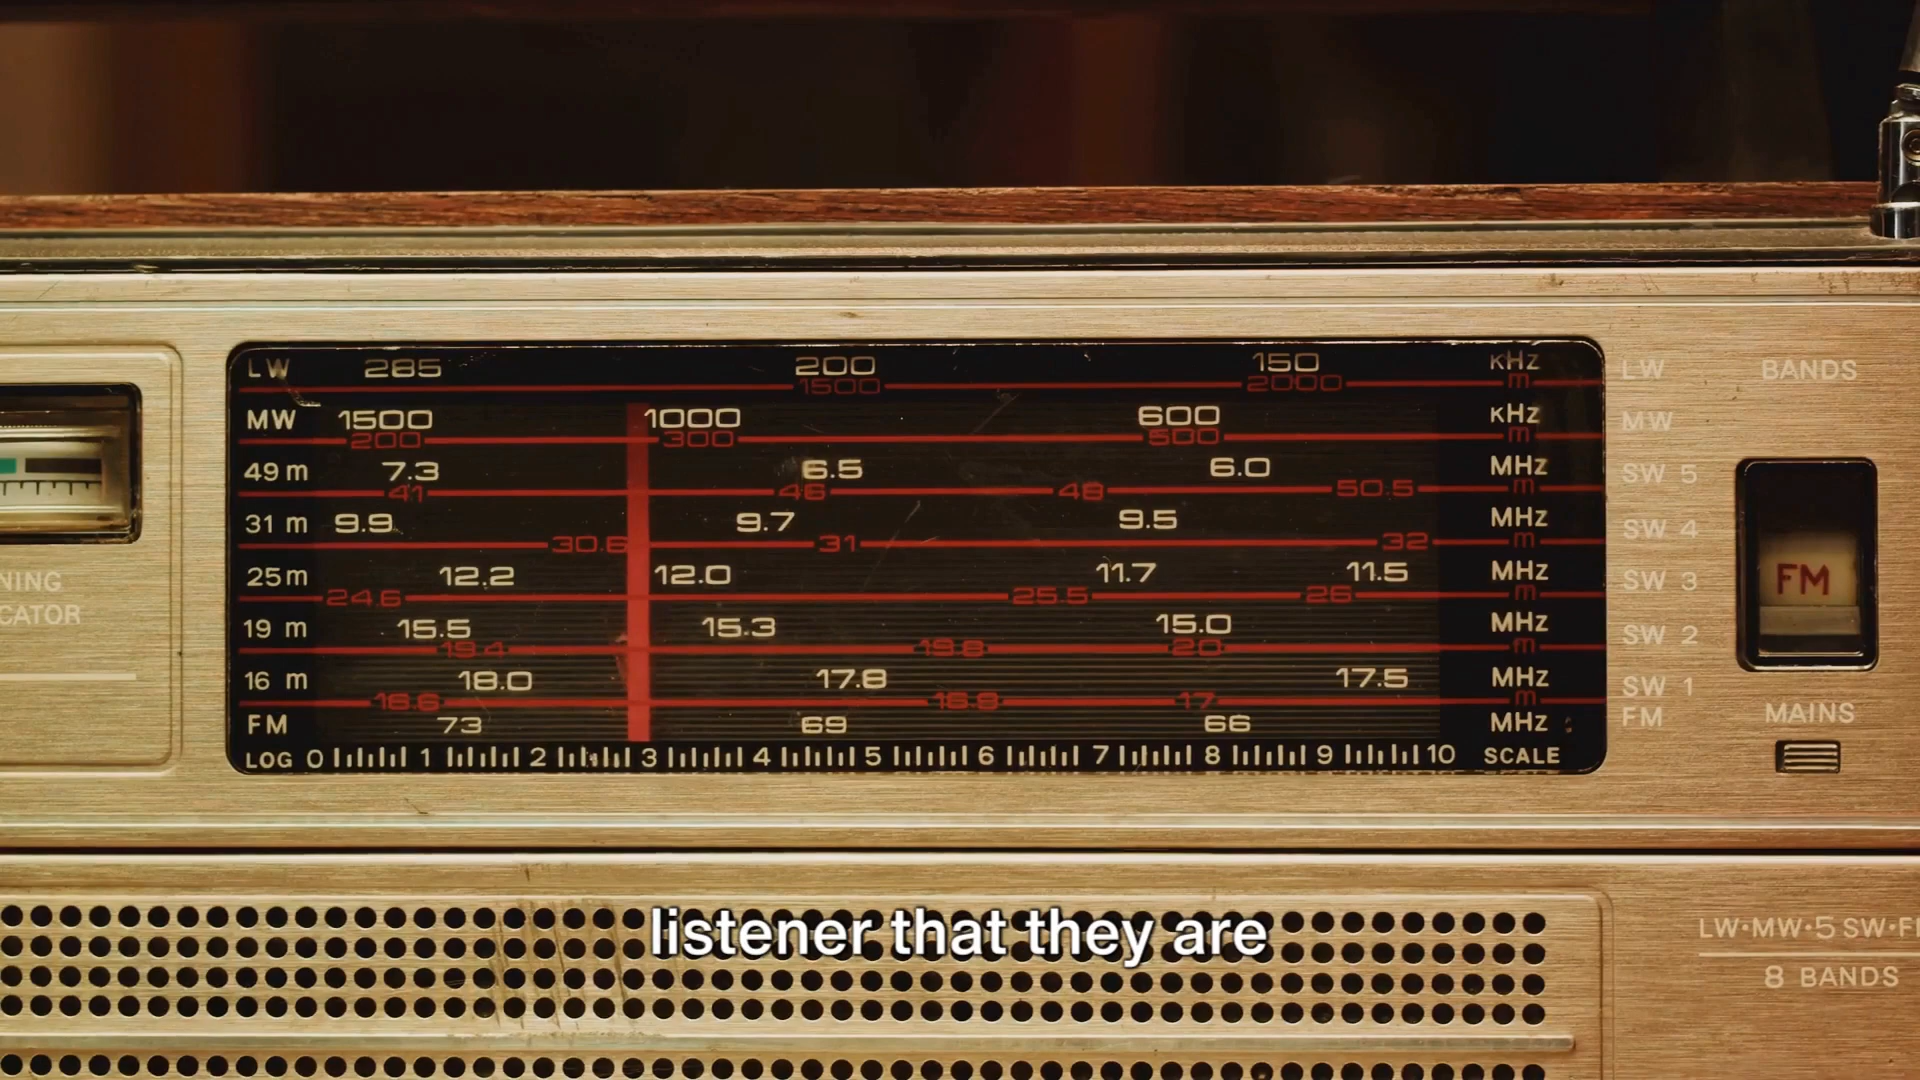 LW 285 200 150 KHz
1500 2000 m
MW 1500 1000 600 KHz
200 300 500 m
49 m 7.3 6.5 6.0 MHz
41 46 48 50.5 m
31 m 9.9 9.7 9.5 MHz
30.6 31 32 m
25 m 12.2 12.0 11.7 11.5 MHz
24.6 25.5 26 m
19 m 15.5 15.3 15.0 MHz
19.4 19.8 20 m
16 m 18.0 17.8 17.5 MHz
16.6 16.9 17 m
FM 73 69 66 MHz
LOG 0 1 2 3 4 5 6 7 8 9 10 SCALE
LW
MW
SW 5
SW 4
SW 3
SW 2
SW 1
FM
BANDS
FM
MAINS
NING
CATOR
listener that they are
LW·MW·5 SW·F
8 BANDS